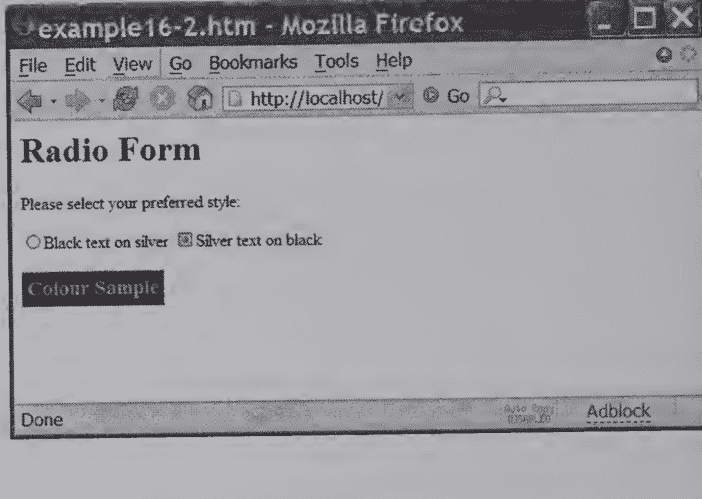 example16-2.htm - Mozilla Firefox
File Edit View Go Bookmarks Tools Help
http://localhost/ Go
Radio Form
Please select your preferred style:
Black text on silver Silver text on black
Colour Sample
Done Adblock